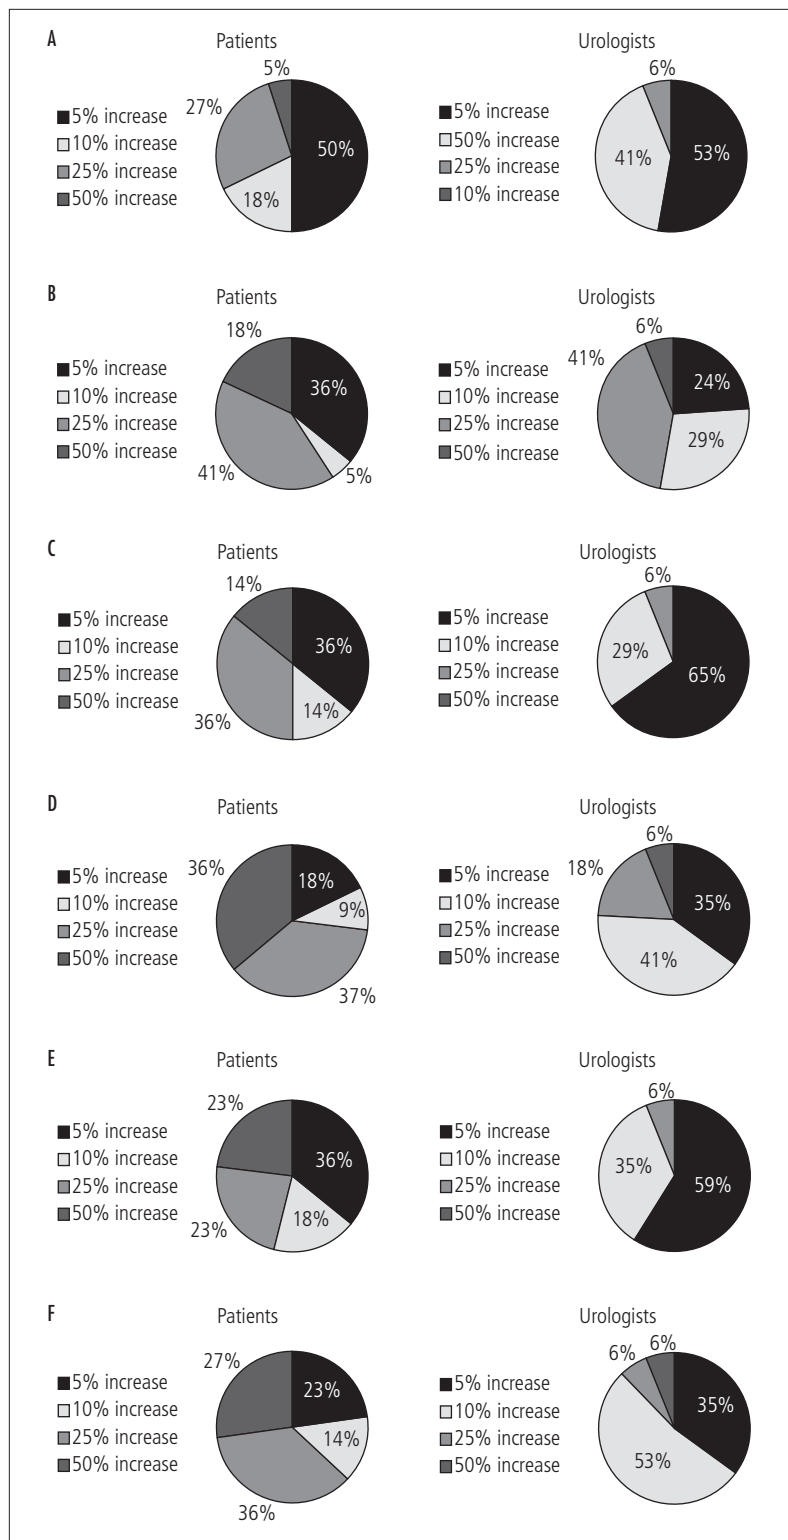 A
Patients
5%
27%
50%
18%
5% increase
10% increase
25% increase
50% increase
Urologists
6%
41%
53%
5% increase
50% increase
25% increase
10% increase
B
Patients
18%
36%
41%
5%
5% increase
10% increase
25% increase
50% increase
Urologists
6%
41%
24%
29%
5% increase
10% increase
25% increase
50% increase
C
Patients
14%
36%
14%
36%
5% increase
10% increase
25% increase
50% increase
Urologists
6%
29%
65%
5% increase
10% increase
25% increase
50% increase
D
Patients
36%
18%
9%
37%
5% increase
10% increase
25% increase
50% increase
Urologists
6%
18%
35%
41%
5% increase
10% increase
25% increase
50% increase
E
Patients
23%
36%
18%
23%
5% increase
10% increase
25% increase
50% increase
Urologists
6%
35%
59%
5% increase
10% increase
25% increase
50% increase
F
Patients
27%
23%
14%
36%
5% increase
10% increase
25% increase
50% increase
Urologists
6%
6%
35%
53%
5% increase
10% increase
25% increase
50% increase